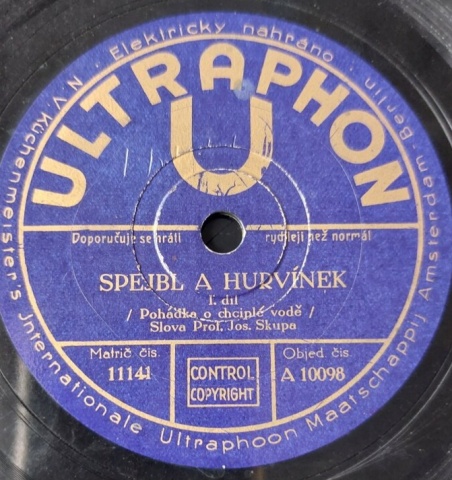 N.V. Küchenmeister's Internationale Ultraphoon Maatschappij Amsterdam-Berlin
Elektricky nahráno
ULTRAPHON
U
Doporučuje se hráti rychleji než normál
SPEJBL A HURVÍNEK
I. díl
/ Pohádka o chciplé vodě /
Slova Prof. Jos. Skupa
Matrič. čís.
11141
CONTROL
COPYRIGHT
Objed. čís.
A 10098